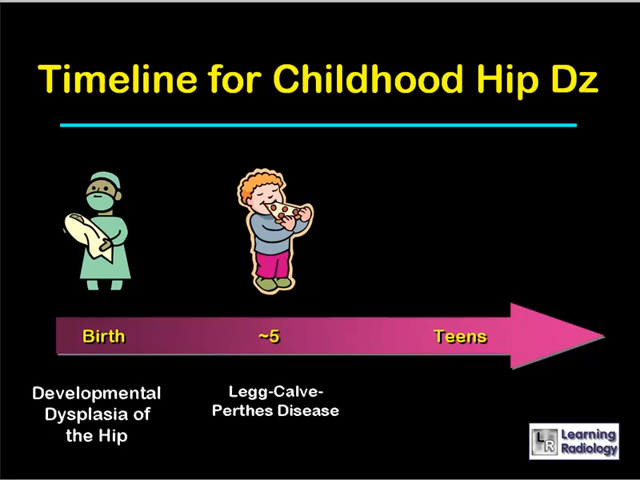 Timeline for Childhood Hip Dz
Birth
~5
Teens
Developmental
Dysplasia of
the Hip
Legg-Calve-
Perthes Disease
LR
Learning
Radiology